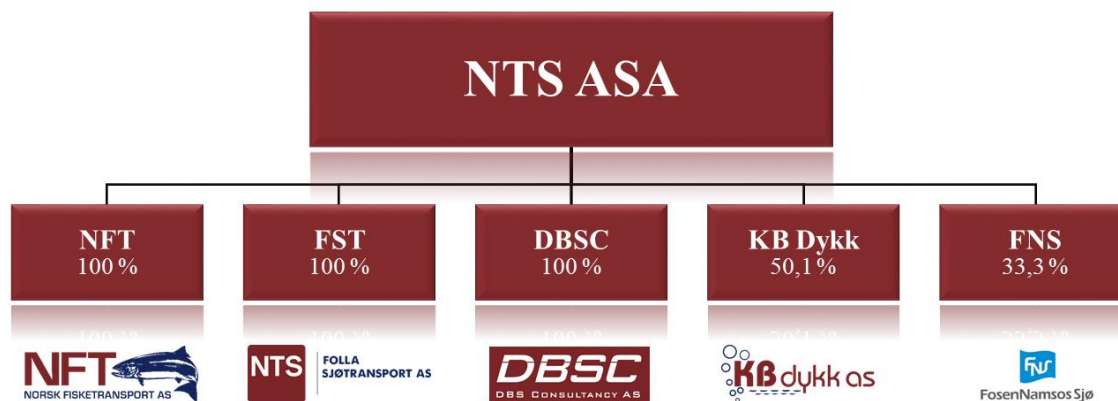 NTS ASA
NFT
100 %
FST
100 %
DBSC
100 %
KB Dykk
50,1 %
FNS
33,3 %
NFT
NORSK FISKETRANSPORT AS
NTS
FOLLA
SJØTRANSPORT AS
DBSC
DBS CONSULTANCY AS
KB dykk as
FNS
FosenNamsos Sjø